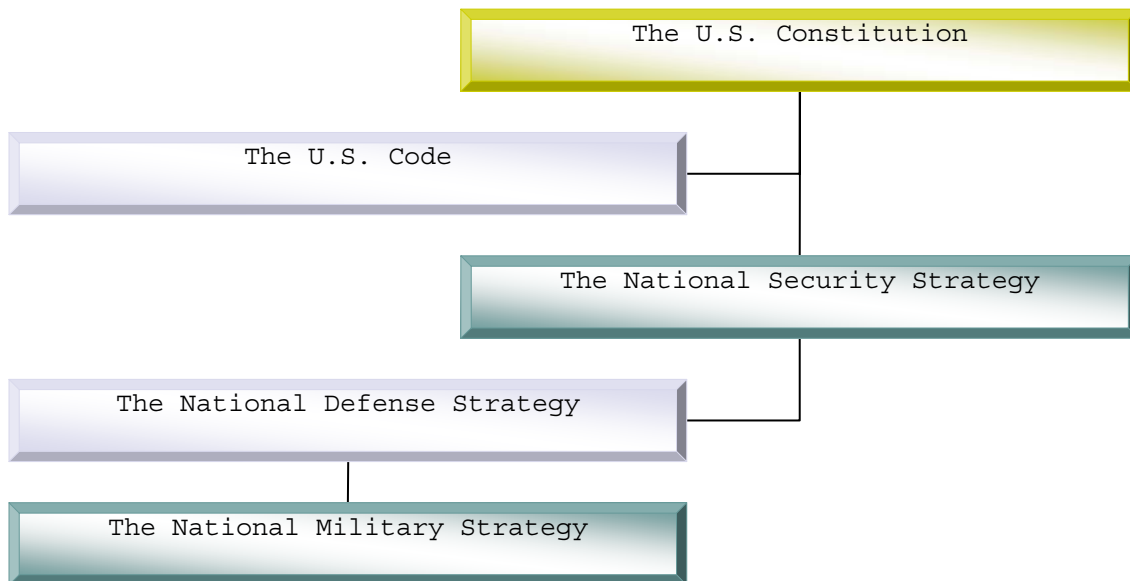 The U.S. Constitution
The U.S. Code
The National Security Strategy
The National Defense Strategy
The National Military Strategy